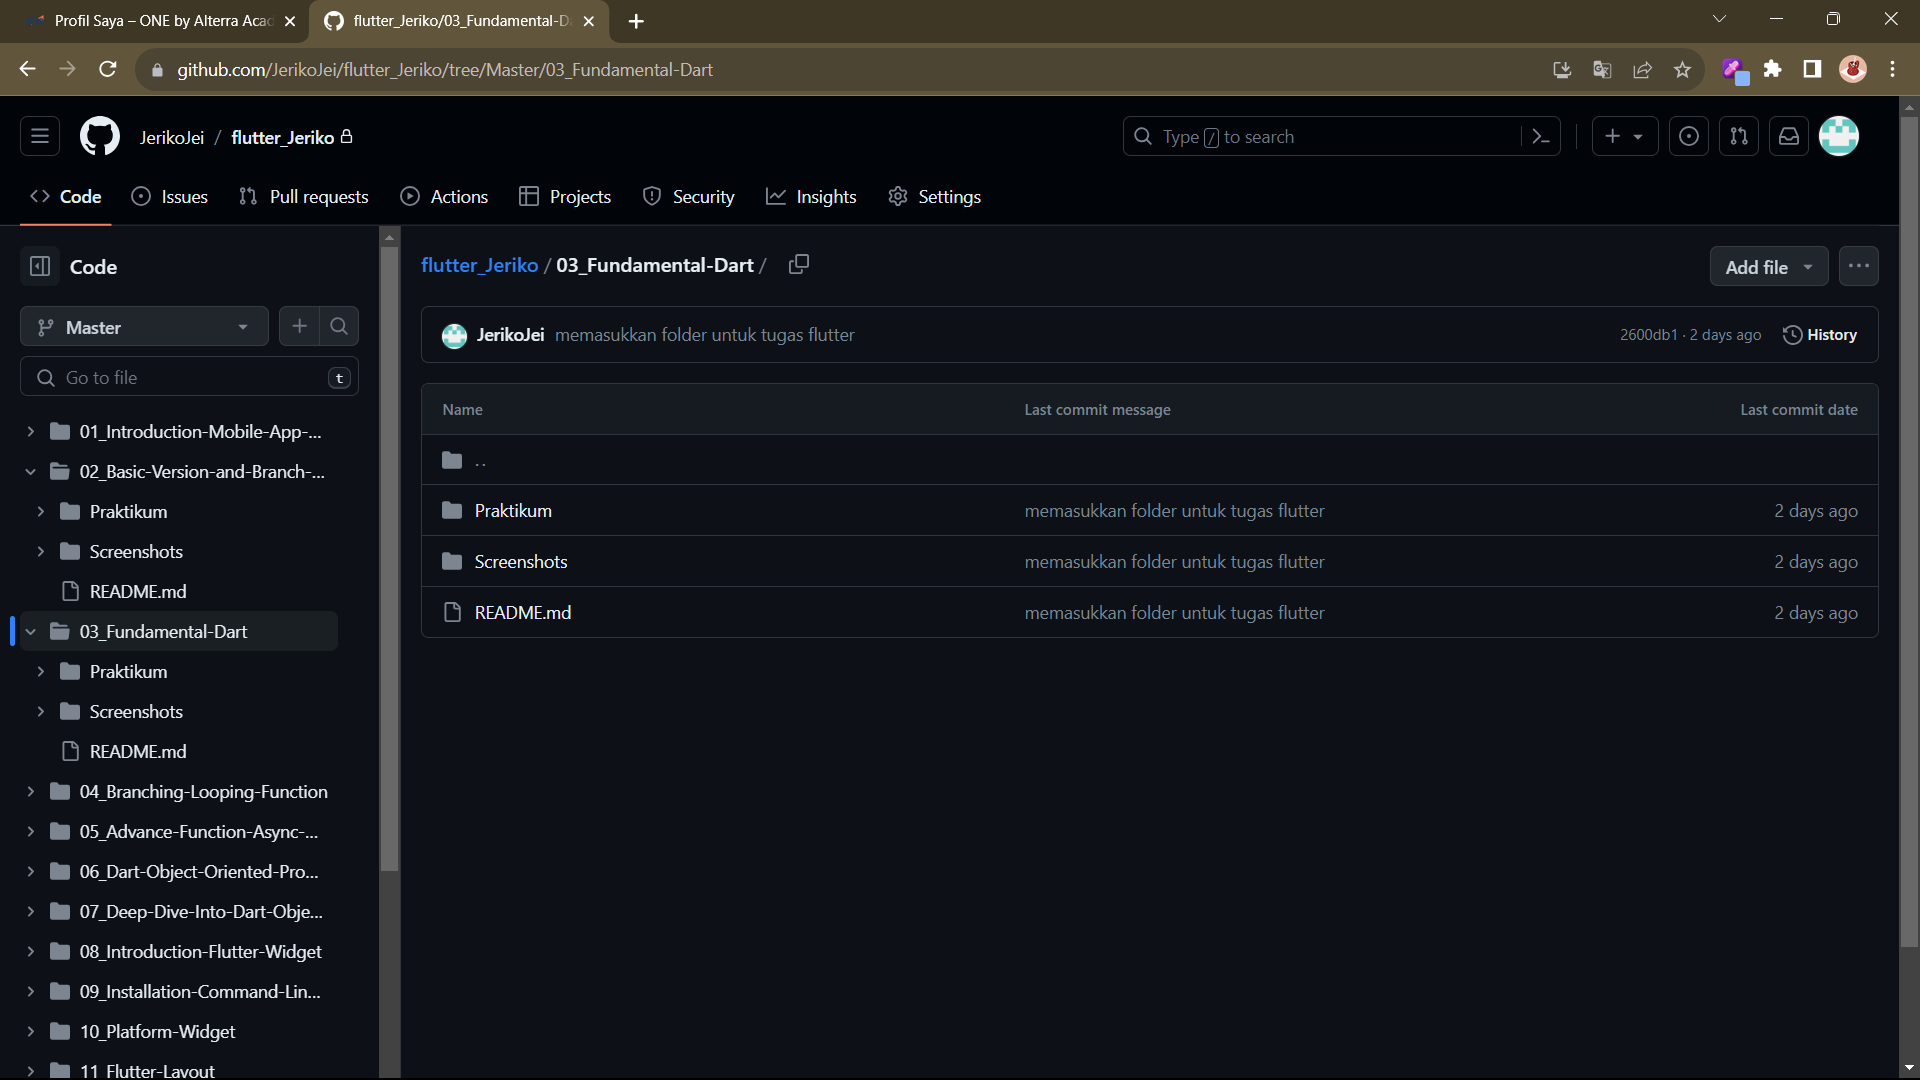 Profil Saya – ONE by Alterra Acad
flutter_Jeriko/03_Fundamental-D
github.com/JerikoJei/flutter_Jeriko/tree/Master/03_Fundamental-Dart
JerikoJei / flutter_Jeriko
Type / to search
Code Issues Pull requests Actions Projects Security Insights Settings
Code
Master
Go to file t
01_Introduction-Mobile-App-...
02_Basic-Version-and-Branch-...
Praktikum
Screenshots
README.md
03_Fundamental-Dart
Praktikum
Screenshots
README.md
04_Branching-Looping-Function
05_Advance-Function-Async-...
06_Dart-Object-Oriented-Pro...
07_Deep-Dive-Into-Dart-Obje...
08_Introduction-Flutter-Widget
09_Installation-Command-Lin...
10_Platform-Widget
11_Flutter-Layout
flutter_Jeriko / 03_Fundamental-Dart /
Add file ...
JerikoJei memasukkan folder untuk tugas flutter 2600db1 · 2 days ago History
Name Last commit message Last commit date
..
Praktikum memasukkan folder untuk tugas flutter 2 days ago
Screenshots memasukkan folder untuk tugas flutter 2 days ago
README.md memasukkan folder untuk tugas flutter 2 days ago